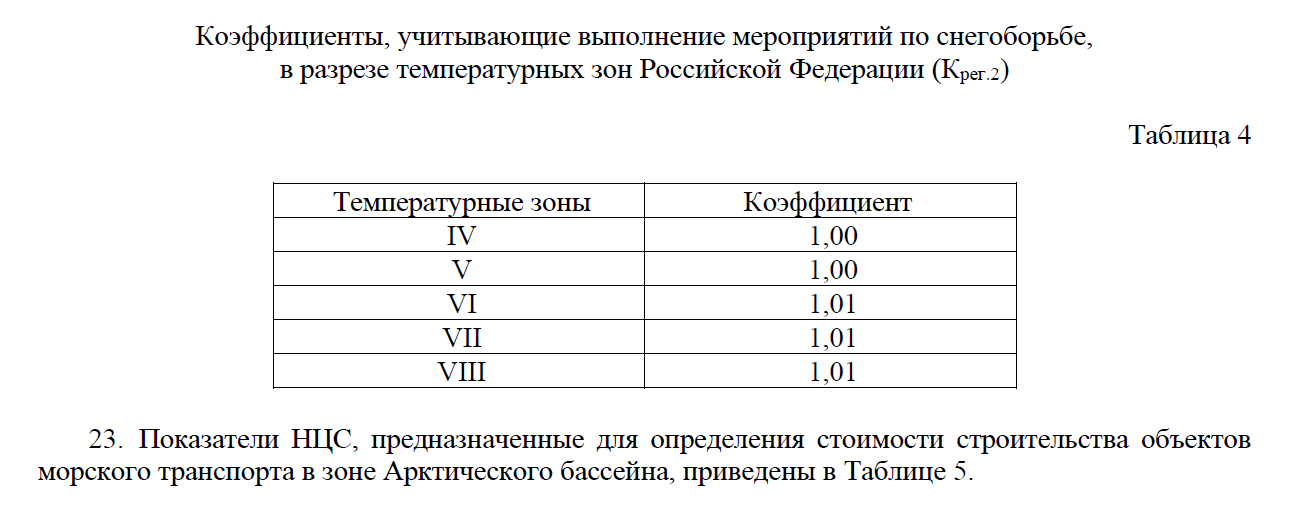 Коэффициенты, учитывающие выполнение мероприятий по снегоборьбе,
в разрезе температурных зон Российской Федерации (Крег.2)
Таблица 4
Температурные зоны Коэффициент
IV 1,00
V 1,00
VI 1,01
VII 1,01
VIII 1,01
23. Показатели НЦС, предназначенные для определения стоимости строительства объектов
морского транспорта в зоне Арктического бассейна, приведены в Таблице 5.